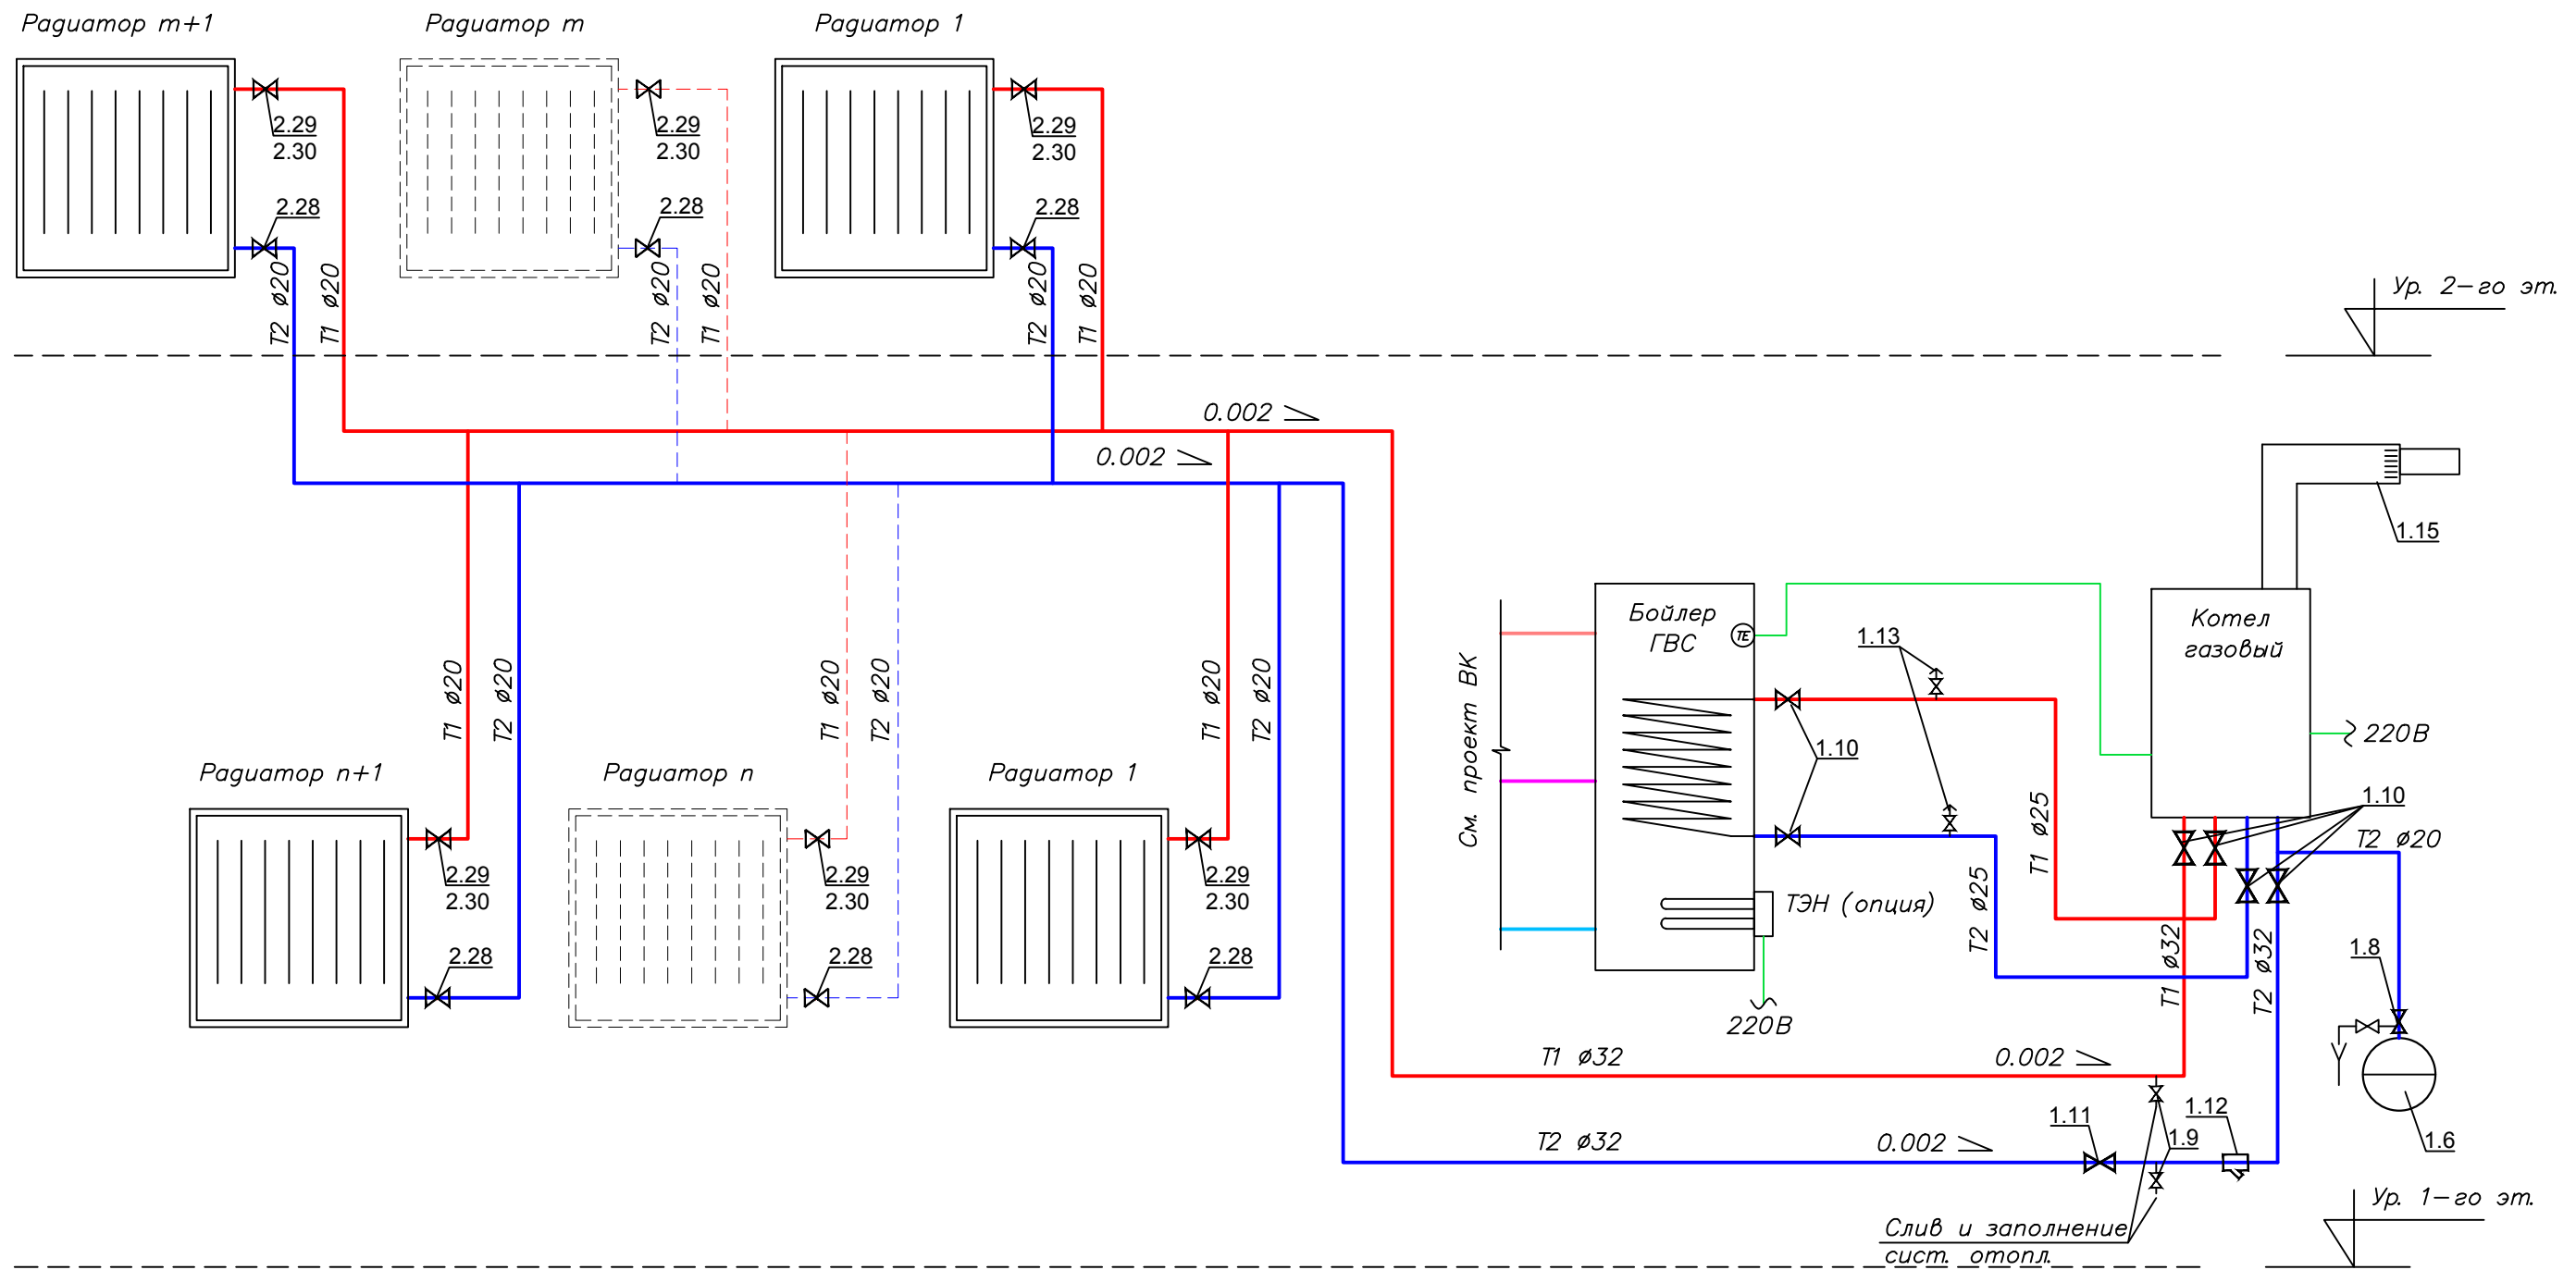 Радиатор m+1
Радиатор m
Радиатор 1
2.29
2.30
2.29
2.30
2.29
2.30
2.28
2.28
2.28
T2 ø20
T1 ø20
T2 ø20
T1 ø20
T2 ø20
T1 ø20
Ур. 2-го эт.
0.002
0.002
1.15
Бойлер
ГВС
TE
Котел
газовый
1.13
См. проект ВК
1.10
220В
1.10
T1 ø20
T2 ø20
T1 ø20
T2 ø20
T1 ø20
T2 ø20
Радиатор n+1
Радиатор n
Радиатор 1
2.29
2.30
2.29
2.30
2.29
2.30
2.28
2.28
2.28
T1 ø25
T2 ø25
T2 ø20
ТЭН (опция)
220В
T1 ø32
T2 ø32
1.8
T1 ø32
0.002
1.6
T2 ø32
0.002
1.11
1.9
1.12
Слив и заполнение
сист. отопл.
Ур. 1-го эт.